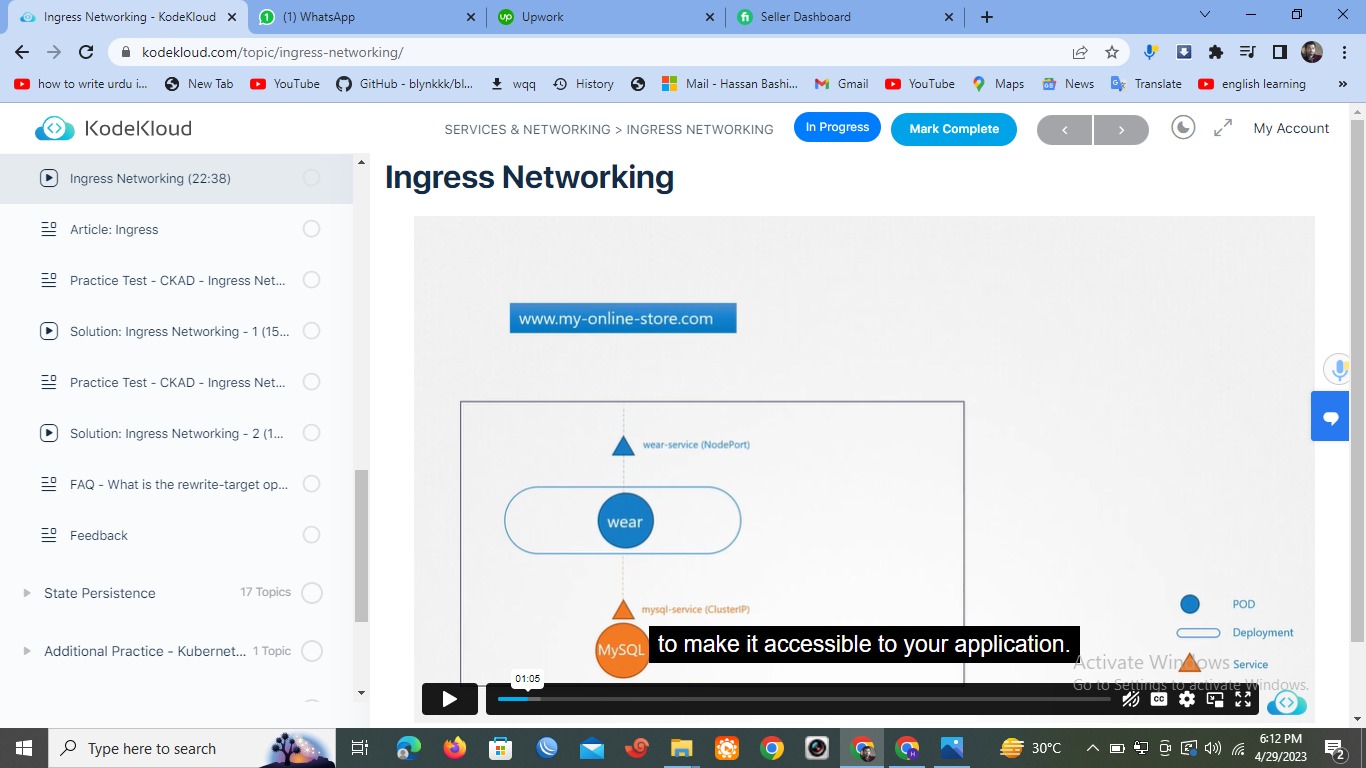 Ingress Networking - KodeKloud
(1) WhatsApp
Upwork
Seller Dashboard
kodekloud.com/topic/ingress-networking/
how to write urdu i...
New Tab
YouTube
GitHub - blynkkk/bl...
wqq
History
Mail - Hassan Bashi...
Gmail
YouTube
Maps
News
Translate
english learning
»
KodeKloud
SERVICES & NETWORKING > INGRESS NETWORKING
In Progress
Mark Complete
My Account
Ingress Networking (22:38)
Article: Ingress
Practice Test - CKAD - Ingress Net...
Solution: Ingress Networking - 1 (15...
Practice Test - CKAD - Ingress Net...
Solution: Ingress Networking - 2 (1...
FAQ - What is the rewrite-target op...
Feedback
State Persistence 17 Topics
Additional Practice - Kubernet... 1 Topic
Ingress Networking
www.my-online-store.com
wear-service (NodePort)
wear
mysql-service (ClusterIP)
MySQL
to make it accessible to your application.
POD
Deployment
Service
Activate Windows
Go to Settings to activate Windows.
01:05
CC
Type here to search
30°C
6:12 PM
4/29/2023
2